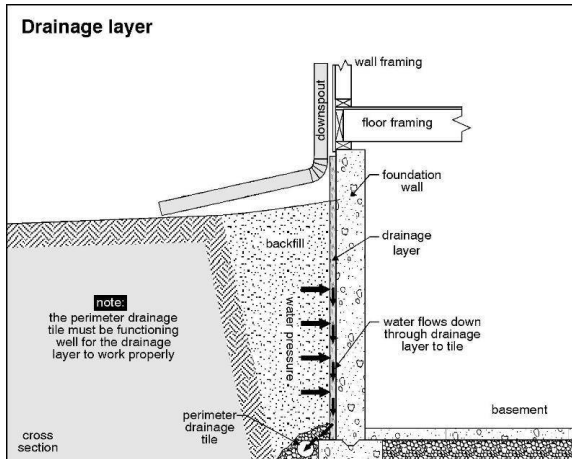 Drainage layer
wall framing
downspout
floor framing
foundation
wall
backfill
drainage
layer
note:
the perimeter drainage
tile must be functioning
well for the drainage
layer to work properly
water pressure
water flows down
through drainage
layer to tile
perimeter
drainage
tile
basement
cross
section